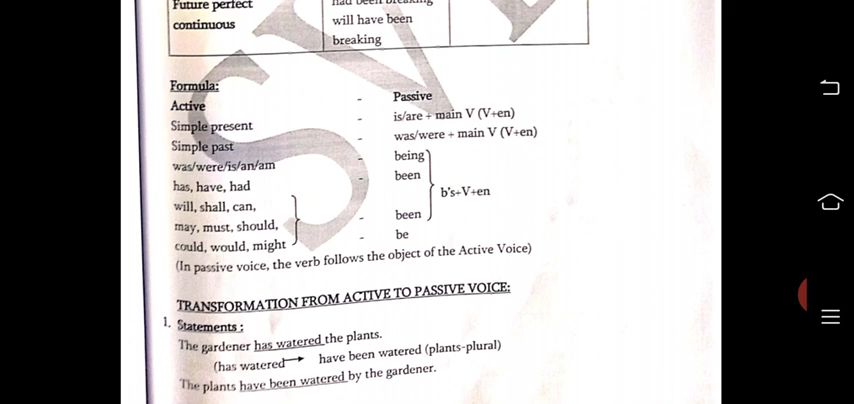 Future perfect
continuous
had been breaking
will have been
breaking
Formula:
Active - Passive
Simple present - is/are + main V (V+en)
Simple past - was/were + main V (V+en)
was/were/is/an/am - being
has, have, had - been
b's+V+en
will, shall, can,
may, must, should, - been
could, would, might - be
(In passive voice, the verb follows the object of the Active Voice)
TRANSFORMATION FROM ACTIVE TO PASSIVE VOICE:
1. Statements :
The gardener has watered the plants.
(has watered → have been watered (plants-plural)
The plants have been watered by the gardener.